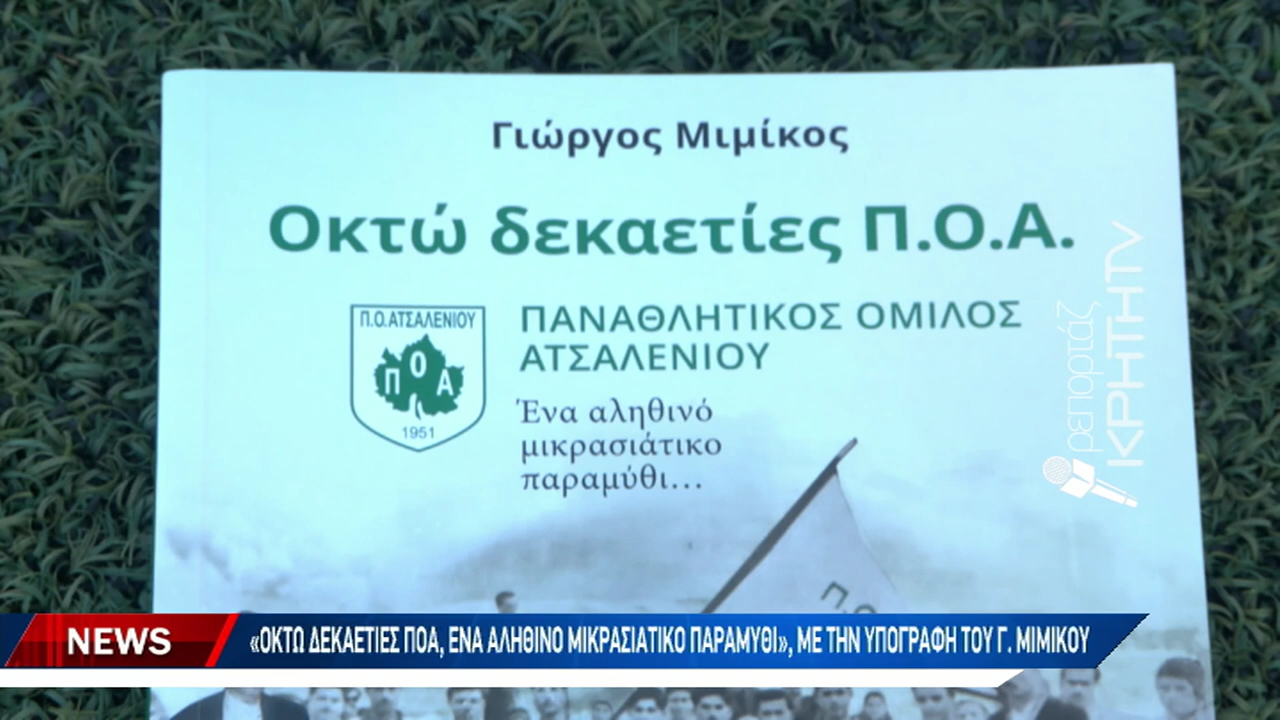 Γιώργος Μιμίκος
Οκτώ δεκαετίες Π.Ο.Α.
Π.Ο.ΑΤΣΑΛΕΝΙΟΥ
ΠΟΑ
1951
ΠΑΝΑΘΛΗΤΙΚΟΣ ΟΜΙΛΟΣ
ΑΤΣΑΛΕΝΙΟΥ
Ένα αληθινό
μικρασιάτικο
παραμύθι...
ρεπορτάζ
ΚΡΗΤΗTV
Π.Ο
NEWS
«ΟΚΤΩ ΔΕΚΑΕΤΙΕΣ ΠΟΑ, ΕΝΑ ΑΛΗΘΙΝΟ ΜΙΚΡΑΣΙΑΤΙΚΟ ΠΑΡΑΜΥΘΙ», ΜΕ ΤΗΝ ΥΠΟΓΡΑΦΗ ΤΟΥ Γ. ΜΙΜΙΚΟΥ